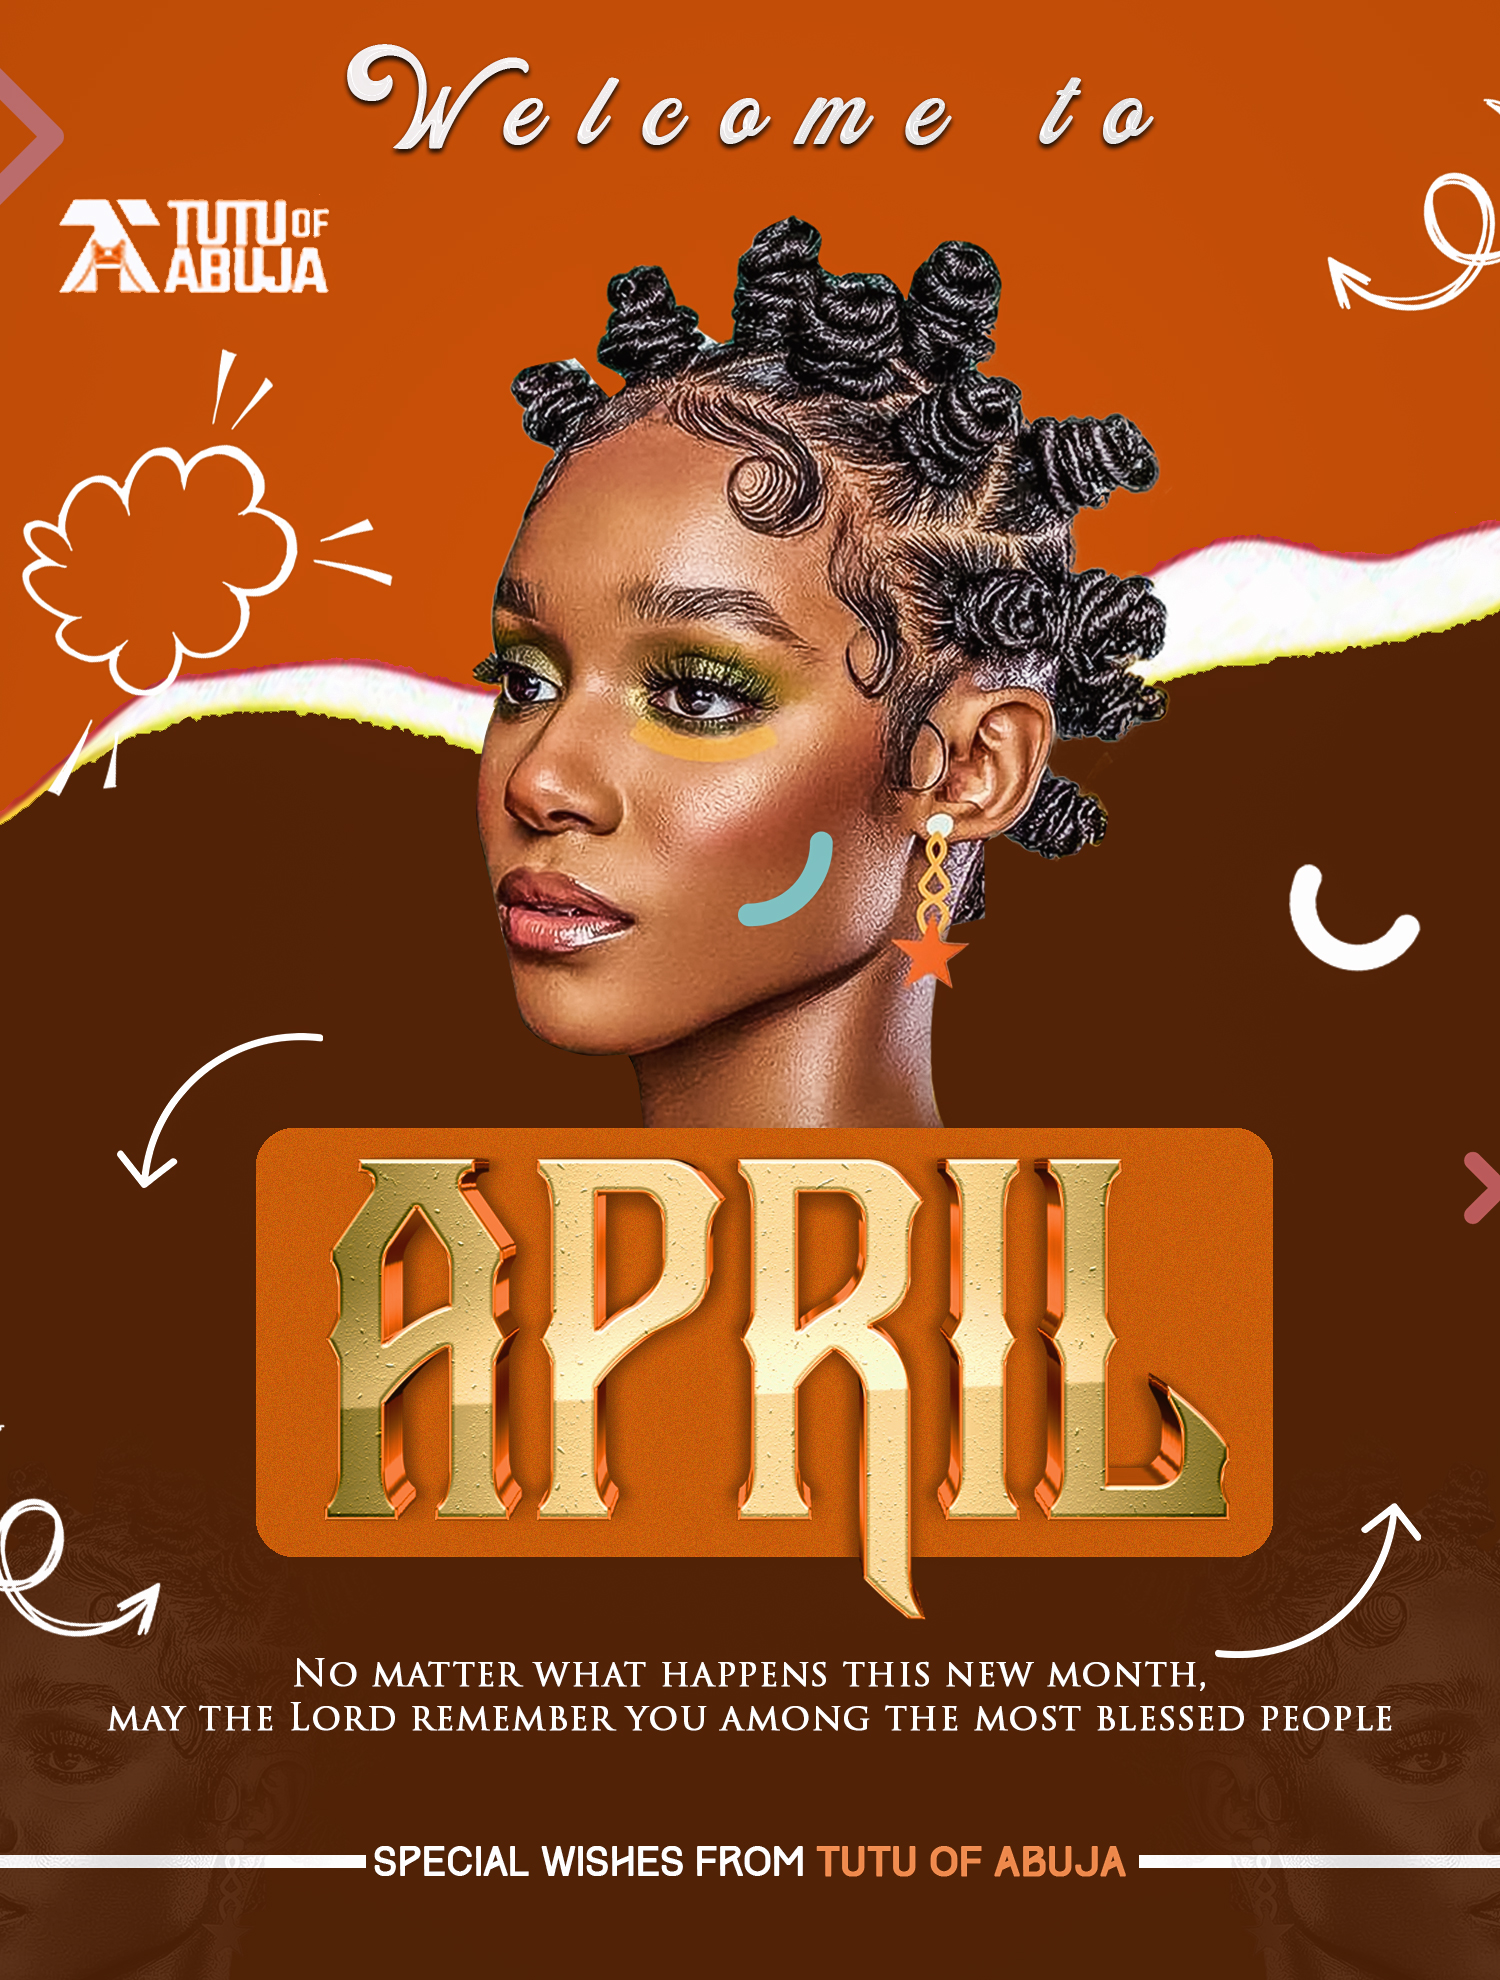 Welcome to
TUTU OF
ABUJA
APRIL
No matter what happens this new month,
may the Lord remember you among the most blessed people
SPECIAL WISHES FROM TUTU OF ABUJA